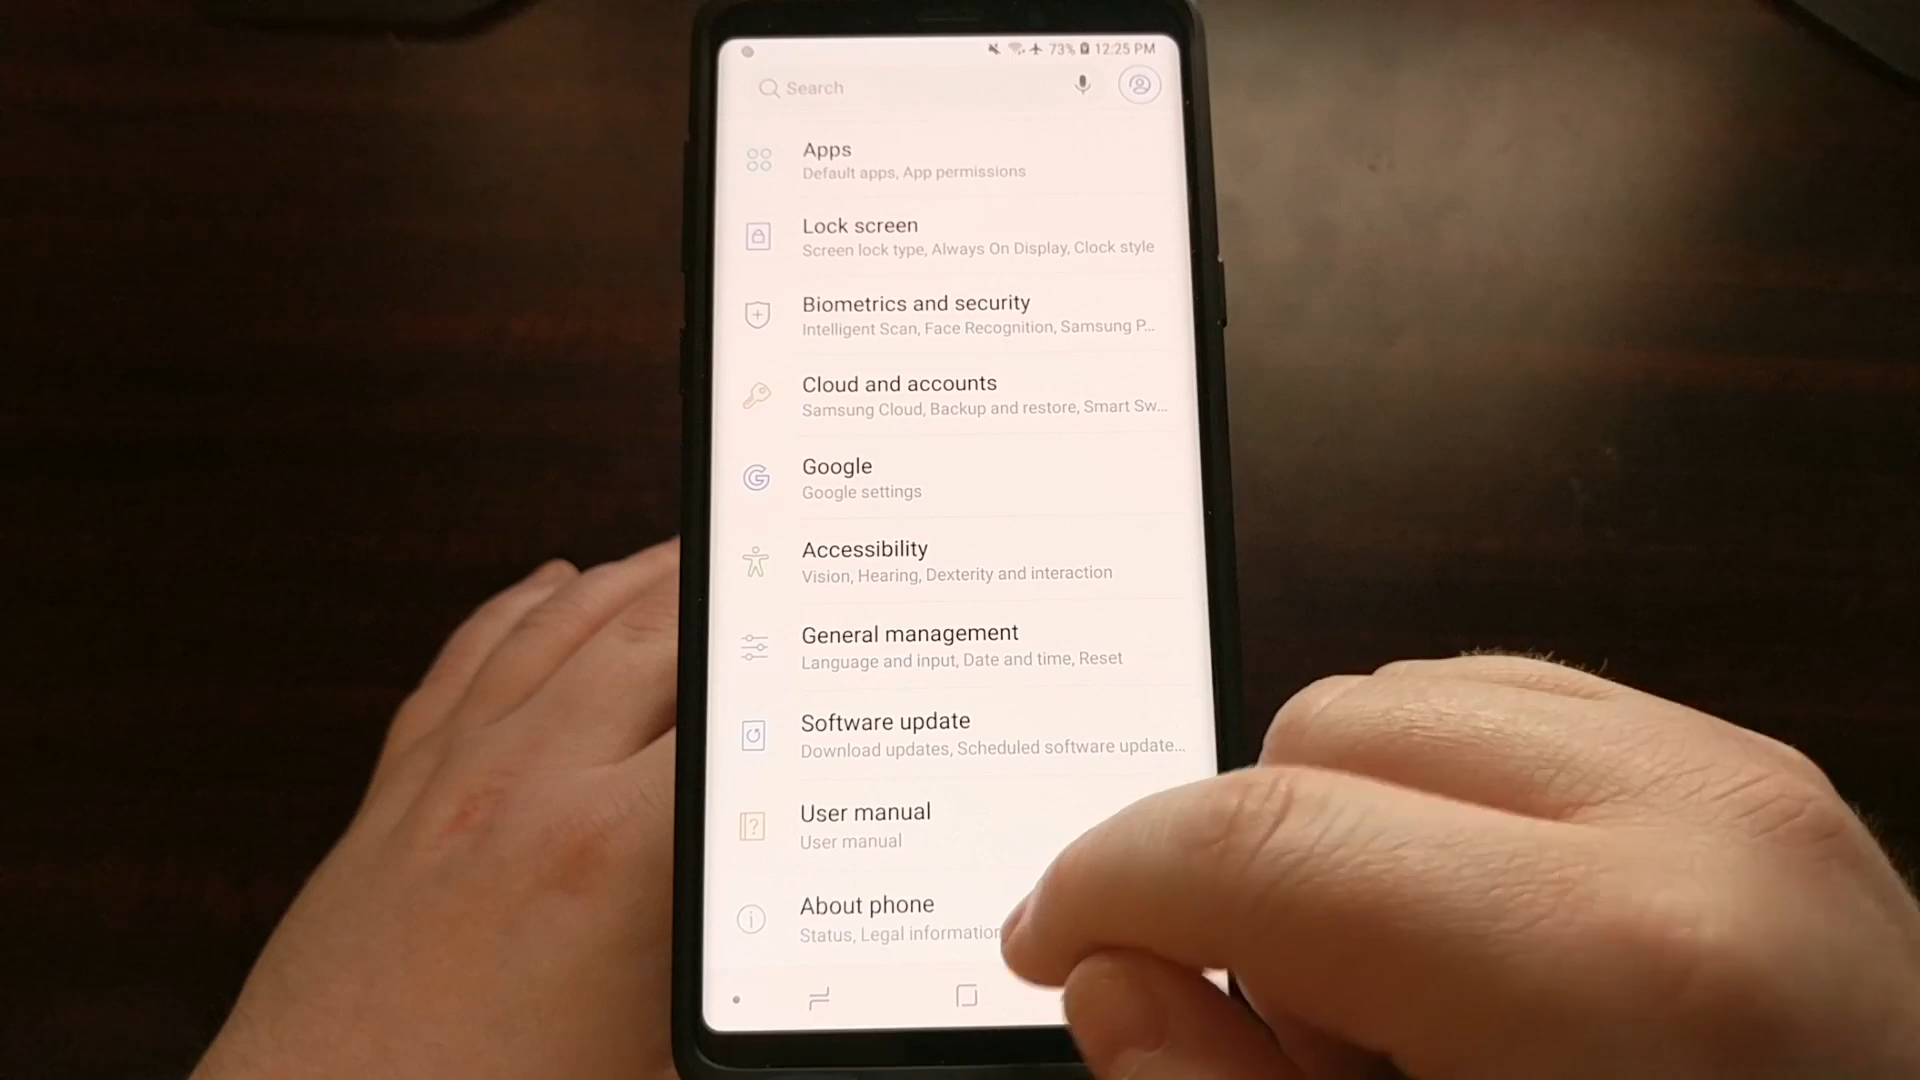 73% 12:25 PM
Search
Apps
Default apps, App permissions
Lock screen
Screen lock type, Always On Display, Clock style
Biometrics and security
Intelligent Scan, Face Recognition, Samsung P...
Cloud and accounts
Samsung Cloud, Backup and restore, Smart Sw...
Google
Google settings
Accessibility
Vision, Hearing, Dexterity and interaction
General management
Language and input, Date and time, Reset
Software update
Download updates, Scheduled software update...
User manual
User manual
About phone
Status, Legal information